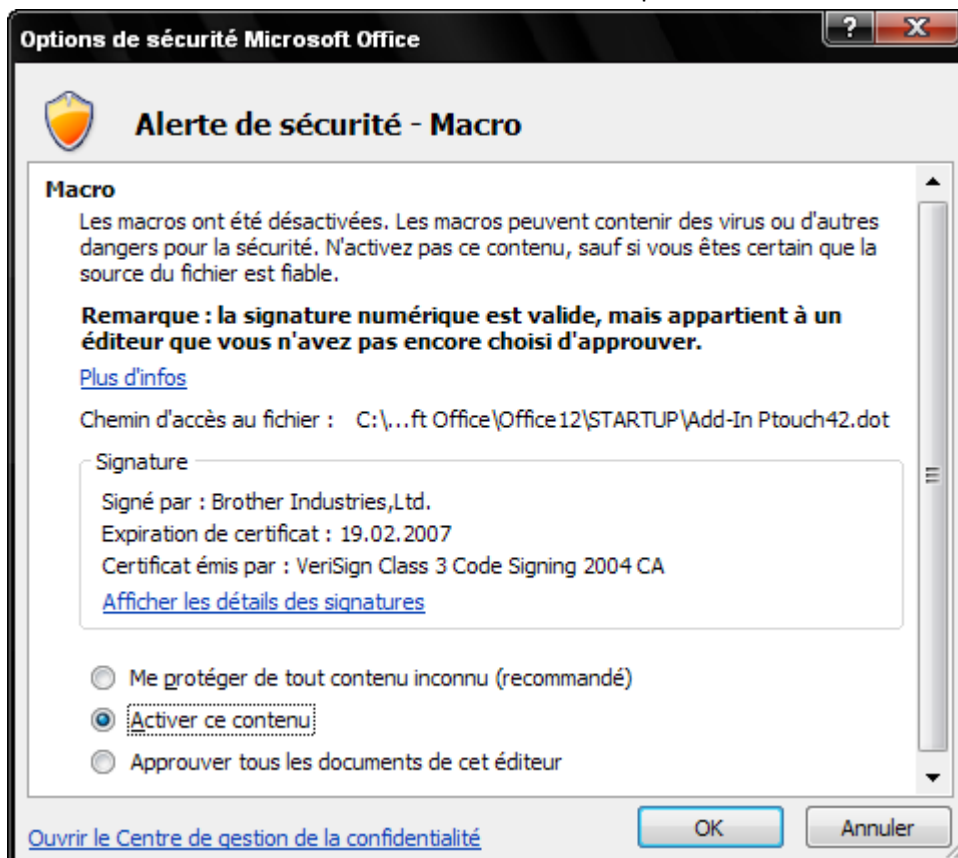 Options de sécurité Microsoft Office
?
X
Alerte de sécurité - Macro
Macro
Les macros ont été désactivées. Les macros peuvent contenir des virus ou d'autres
dangers pour la sécurité. N'activez pas ce contenu, sauf si vous êtes certain que la
source du fichier est fiable.
Remarque : la signature numérique est valide, mais appartient à un
éditeur que vous n'avez pas encore choisi d'approuver.
Plus d'infos
Chemin d'accès au fichier : C:\...ft Office\Office12\STARTUP\Add-In Ptouch42.dot
Signature
Signé par : Brother Industries,Ltd.
Expiration de certificat : 19.02.2007
Certificat émis par : VeriSign Class 3 Code Signing 2004 CA
Afficher les détails des signatures
Me protéger de tout contenu inconnu (recommandé)
Activer ce contenu
Approuver tous les documents de cet éditeur
Ouvrir le Centre de gestion de la confidentialité
OK
Annuler